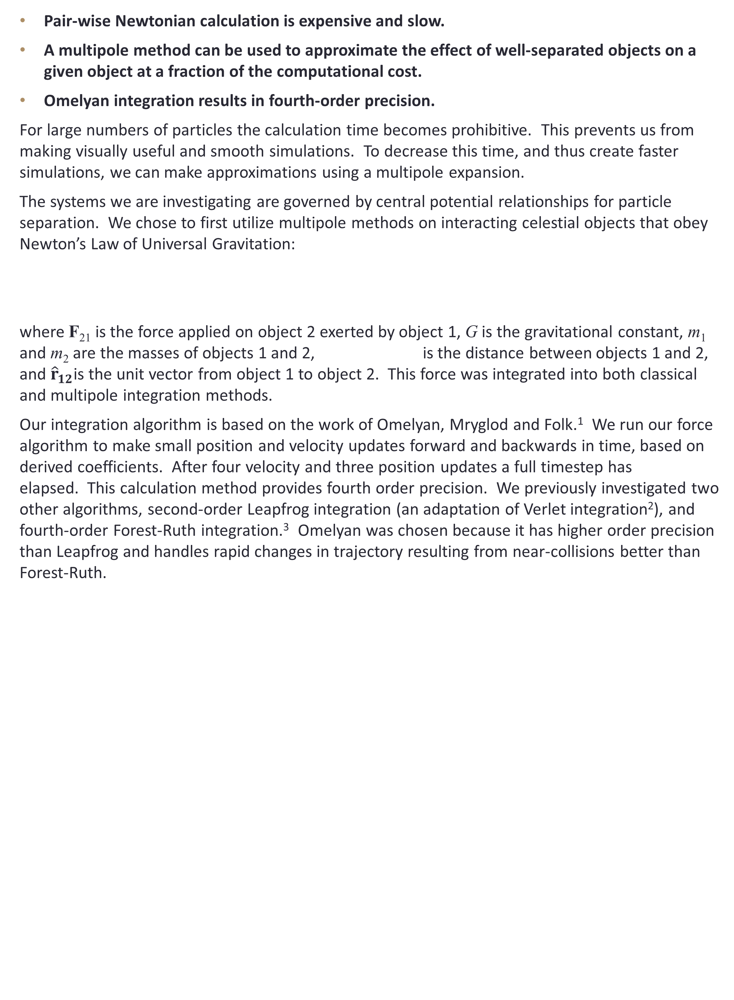 • Pair-wise Newtonian calculation is expensive and slow.
• A multipole method can be used to approximate the effect of well-separated objects on a
given object at a fraction of the computational cost.
• Omelyan integration results in fourth-order precision.
For large numbers of particles the calculation time becomes prohibitive.  This prevents us from
making visually useful and smooth simulations.  To decrease this time, and thus create faster
simulations, we can make approximations using a multipole expansion.
The systems we are investigating are governed by central potential relationships for particle
separation.  We chose to first utilize multipole methods on interacting celestial objects that obey
Newton’s Law of Universal Gravitation:
where F₂₁ is the force applied on object 2 exerted by object 1, G is the gravitational constant, m₁
and m₂ are the masses of objects 1 and 2, is the distance between objects 1 and 2,
and r̂₁₂ is the unit vector from object 1 to object 2.  This force was integrated into both classical
and multipole integration methods.
Our integration algorithm is based on the work of Omelyan, Mryglod and Folk.¹  We run our force
algorithm to make small position and velocity updates forward and backwards in time, based on
derived coefficients.  After four velocity and three position updates a full timestep has
elapsed.  This calculation method provides fourth order precision.  We previously investigated two
other algorithms, second-order Leapfrog integration (an adaptation of Verlet integration²), and
fourth-order Forest-Ruth integration.³  Omelyan was chosen because it has higher order precision
than Leapfrog and handles rapid changes in trajectory resulting from near-collisions better than
Forest-Ruth.